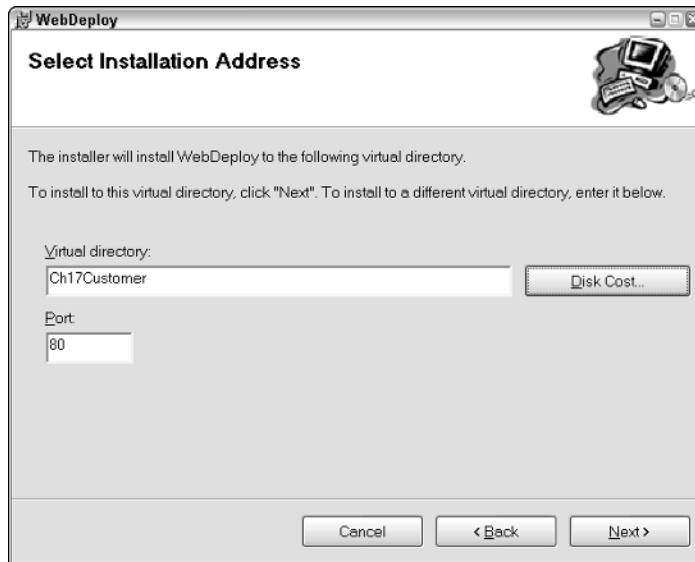 WebDeploy
Select Installation Address
The installer will install WebDeploy to the following virtual directory.
To install to this virtual directory, click "Next". To install to a different virtual directory, enter it below.
Virtual directory:
Ch17Customer
Disk Cost...
Port:
80
Cancel
< Back
Next >